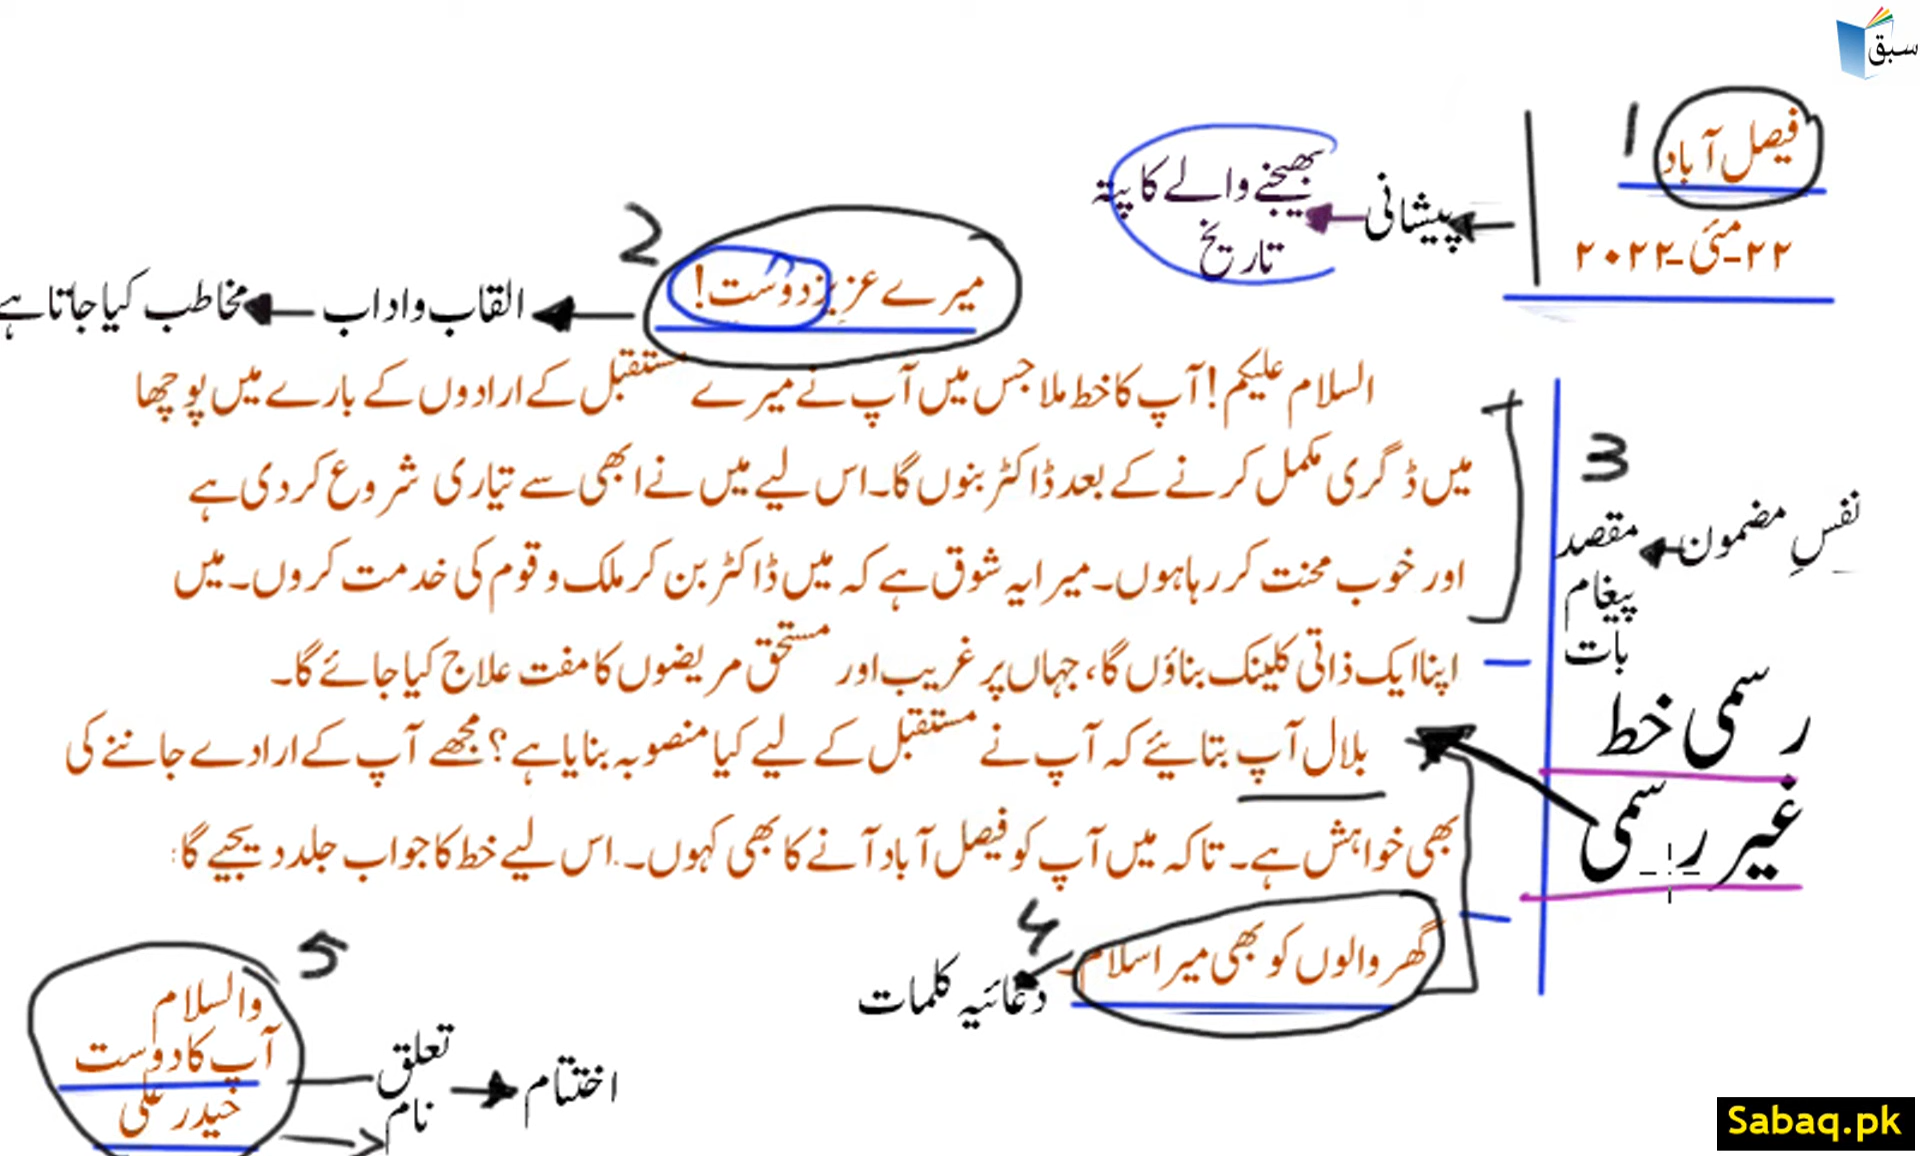 سبق
فیصل آباد
1
۲۲-مئی-۲۰۲۲
پیشانی
بھیجنے والے کا پتہ
تاریخ
2
میرے عزیز دوست!
القاب و اداب
مخاطب کیا جاتا ہے
السلام علیکم! آپ کا خط ملا جس میں آپ نے میرے مستقبل کے ارادوں کے بارے میں پوچھا
میں ڈگری مکمل کرنے کے بعد ڈاکٹر بنوں گا۔ اس لیے میں نے ابھی سے تیاری شروع کر دی ہے
اور خوب محنت کر رہا ہوں۔ میرا یہ شوق ہے کہ میں ڈاکٹر بن کر ملک و قوم کی خدمت کروں۔ میں
اپنا ایک ذاتی کلینک بناؤں گا، جہاں پر غریب اور مستحق مریضوں کا مفت علاج کیا جائے گا۔
بلال آپ بتایئے کہ آپ نے مستقبل کے لیے کیا منصوبہ بنایا ہے؟ مجھے آپ کے ارادے جاننے کی
بھی خواہش ہے۔ تاکہ میں آپ کو فیصل آباد آنے کا بھی کہوں۔ اس لیے خط کا جواب جلد دیجیے گا۔
گھر والوں کو بھی میرا سلام
4
دعائیہ کلمات
3
نفسِ مضمون
مقصد
پیغام
بات
رسمی خط
غیر رسمی
5
والسلام
آپ کا دوست
حیدر علی
تعلق
نام
اختتام
Sabaq.pk